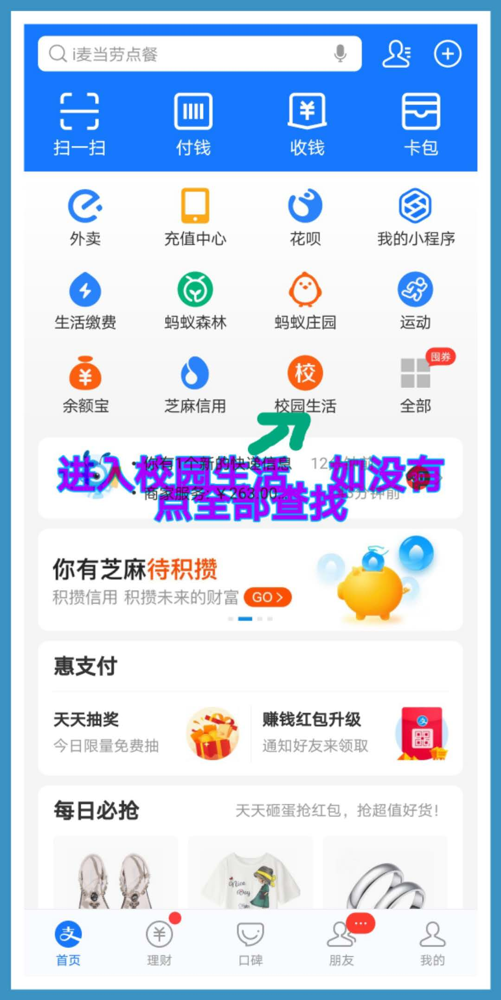 i麦当劳点餐
扫一扫 付钱 收钱 卡包
外卖 充值中心 花呗 我的小程序
生活缴费 蚂蚁森林 蚂蚁庄园 运动
囤券
余额宝 芝麻信用 校园生活 全部
校
你有1个新的快递信息 12分钟前
进入校园生活,如没有
商家服务:¥263.00... 分钟前
点全部查找
30
你有芝麻待积攒
积攒信用 积攒未来的财富 GO >
惠支付
天天抽奖 赚钱红包升级
今日限量免费抽 通知好友来领取
每日必抢 天天砸蛋抢红包,抢超值好货!
Nice
Day
支
首页 理财 口碑 朋友 我的